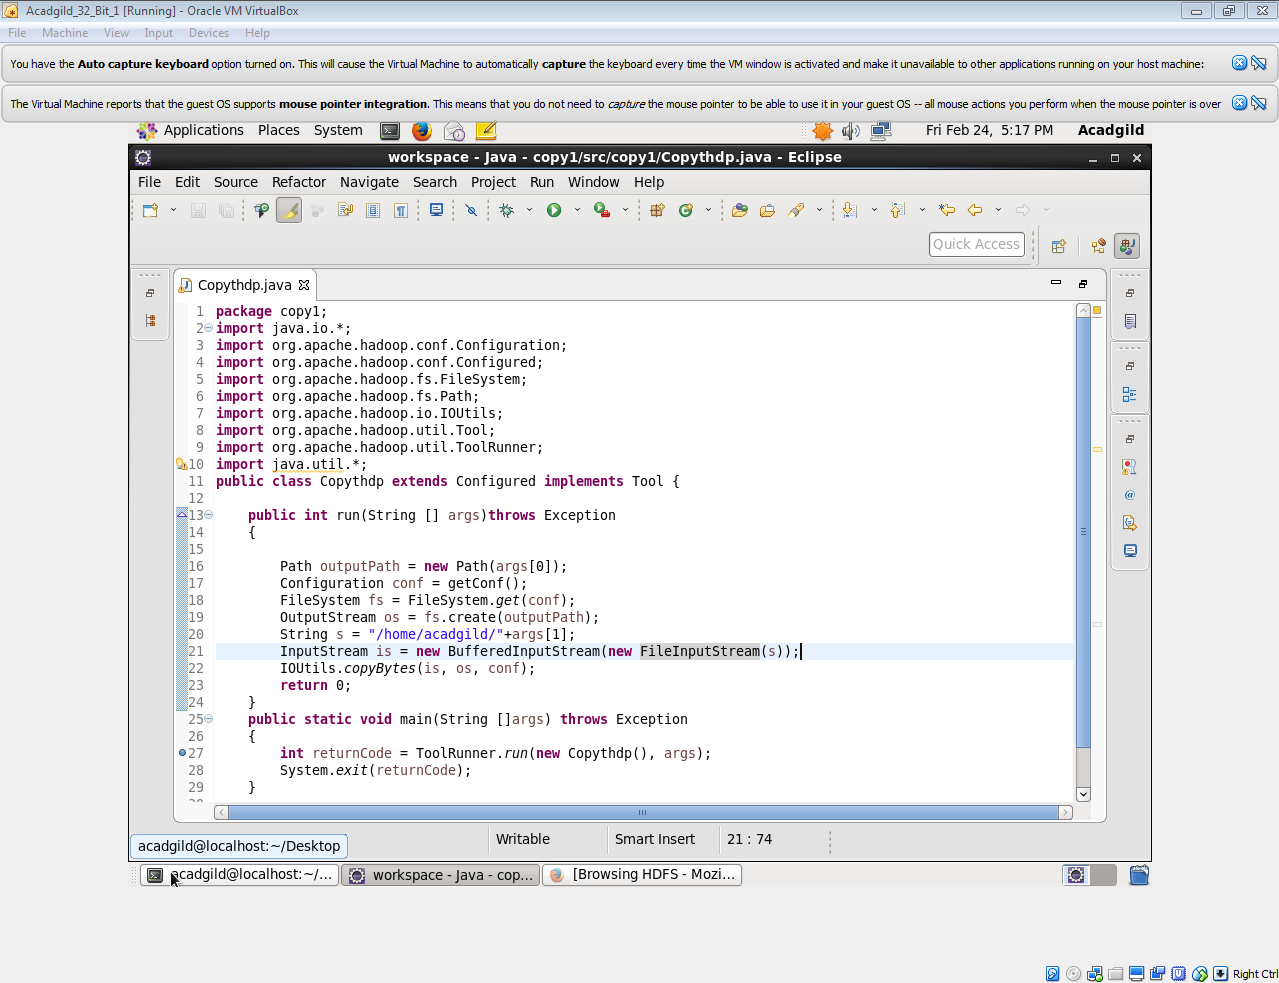 Acadgild_32_Bit_1 [Running] - Oracle VM VirtualBox
File Machine View Input Devices Help
You have the Auto capture keyboard option turned on. This will cause the Virtual Machine to automatically capture the keyboard every time the VM window is activated and make it unavailable to other applications running on your host machine:
The Virtual Machine reports that the guest OS supports mouse pointer integration. This means that you do not need to capture the mouse pointer to be able to use it in your guest OS -- all mouse actions you perform when the mouse pointer is over
Applications Places System Fri Feb 24, 5:17 PM Acadgild
workspace - Java - copy1/src/copy1/Copythdp.java - Eclipse
File Edit Source Refactor Navigate Search Project Run Window Help
Quick Access
Copythdp.java
1 package copy1;
2 import java.io.*;
3 import org.apache.hadoop.conf.Configuration;
4 import org.apache.hadoop.conf.Configured;
5 import org.apache.hadoop.fs.FileSystem;
6 import org.apache.hadoop.fs.Path;
7 import org.apache.hadoop.io.IOUtils;
8 import org.apache.hadoop.util.Tool;
9 import org.apache.hadoop.util.ToolRunner;
10 import java.util.*;
11 public class Copythdp extends Configured implements Tool {
12
13 public int run(String [] args)throws Exception
14 {
15
16 Path outputPath = new Path(args[0]);
17 Configuration conf = getConf();
18 FileSystem fs = FileSystem.get(conf);
19 OutputStream os = fs.create(outputPath);
20 String s = "/home/acadgild/"+args[1];
21 InputStream is = new BufferedInputStream(new FileInputStream(s));
22 IOUtils.copyBytes(is, os, conf);
23 return 0;
24 }
25 public static void main(String []args) throws Exception
26 {
27 int returnCode = ToolRunner.run(new Copythdp(), args);
28 System.exit(returnCode);
29 }
Writable Smart Insert 21 : 74
acadgild@localhost:~/Desktop
acadgild@localhost:~/... workspace - Java - cop... [Browsing HDFS - Mozi...
Right Ctrl